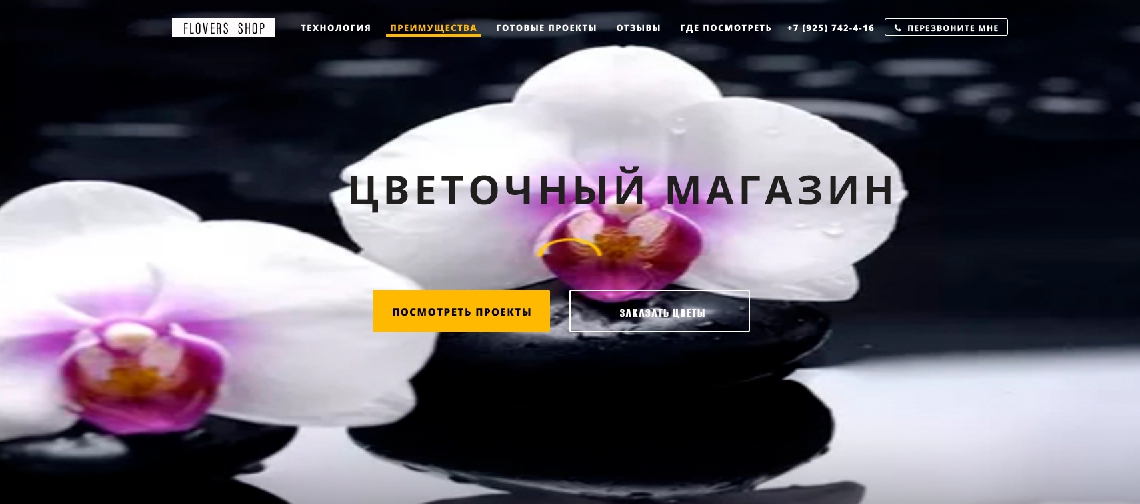 FLOVERS SHOP
ТЕХНОЛОГИЯ
ПРЕИМУЩЕСТВА
ГОТОВЫЕ ПРОЕКТЫ
ОТЗЫВЫ
ГДЕ ПОСМОТРЕТЬ
+7 (925) 742-4-16
ПЕРЕЗВОНИТЕ МНЕ
ЦВЕТОЧНЫЙ МАГАЗИН
ПОСМОТРЕТЬ ПРОЕКТЫ
ЗАКАЗАТЬ ЦВЕТЫ